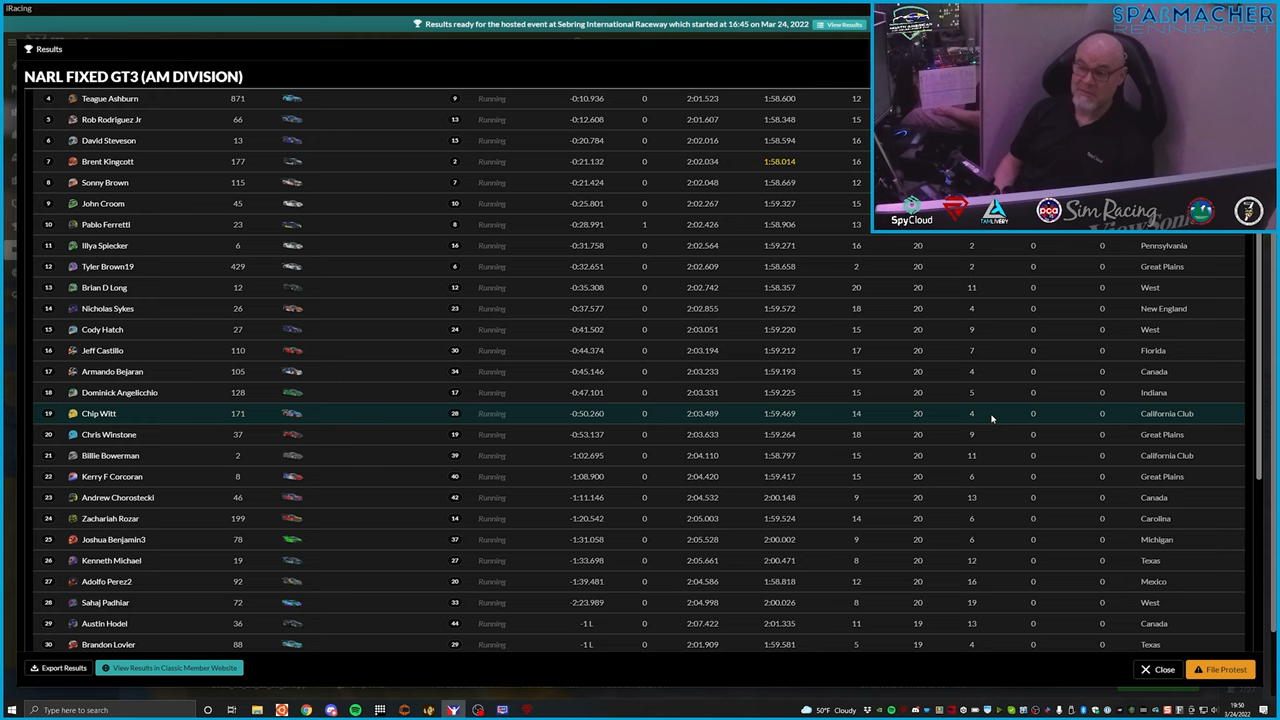 iRacing
Results ready for the hosted event at Sebring International Raceway which started at 16:45 on Mar 24, 2022 View Results
SPAẞMACHER
RENNSPORT
Results
NARL FIXED GT3 (AM DIVISION)
4 Teague Ashburn 871 9 Running -0:10.936 0 2:01.523 1:58.600 12
5 Rob Rodriguez Jr 66 13 Running -0:12.608 0 2:01.607 1:58.348 15
6 David Steveson 13 15 Running -0:20.784 0 2:02.016 1:58.594 16
7 Brent Kingcott 177 2 Running -0:21.132 0 2:02.034 1:58.014 16
8 Sonny Brown 115 7 Running -0:21.424 0 2:02.048 1:58.669 12
9 John Croom 45 10 Running -0:25.801 0 2:02.267 1:59.327 15
10 Pablo Ferretti 23 8 Running -0:28.991 1 2:02.426 1:58.906 13
SpyCloud TAMLIVERY pca Sim Racing
ViewSonic
11 Illya Spiecker 6 16 Running -0:31.758 0 2:02.564 1:59.271 16 20 2 0 0 Pennsylvania
12 Tyler Brown19 429 6 Running -0:32.651 0 2:02.609 1:58.658 2 20 2 0 0 Great Plains
13 Brian D Long 12 12 Running -0:35.308 0 2:02.742 1:58.357 20 20 11 0 0 West
14 Nicholas Sykes 26 23 Running -0:37.577 0 2:02.855 1:59.572 18 20 4 0 0 New England
15 Cody Hatch 27 24 Running -0:41.502 0 2:03.051 1:59.220 15 20 9 0 0 West
16 Jeff Castillo 110 30 Running -0:44.374 0 2:03.194 1:59.212 17 20 7 0 0 Florida
17 Armando Bejaran 105 34 Running -0:45.146 0 2:03.233 1:59.193 15 20 4 0 0 Canada
18 Dominick Angelicchio 128 17 Running -0:47.101 0 2:03.331 1:59.225 15 20 5 0 0 Indiana
19 Chip Witt 171 28 Running -0:50.260 0 2:03.489 1:59.469 14 20 4 0 0 California Club
20 Chris Winstone 37 19 Running -0:53.137 0 2:03.633 1:59.264 18 20 9 0 0 Great Plains
21 Billie Bowerman 2 39 Running -1:02.695 0 2:04.110 1:58.797 15 20 11 0 0 California Club
22 Kerry F Corcoran 8 40 Running -1:08.900 0 2:04.420 1:59.417 15 20 6 0 0 Great Plains
23 Andrew Chorostecki 46 42 Running -1:11.146 0 2:04.532 2:00.148 9 20 13 0 0 Canada
24 Zachariah Rozar 199 14 Running -1:20.542 0 2:05.003 1:59.524 14 20 6 0 0 Carolina
25 Joshua Benjamin3 78 37 Running -1:31.058 0 2:05.528 2:00.002 9 20 6 0 0 Michigan
26 Kenneth Michael 19 27 Running -1:33.698 0 2:05.661 2:00.471 8 20 12 0 0 Texas
27 Adolfo Perez2 92 20 Running -1:39.481 0 2:04.586 1:58.818 12 20 16 0 0 Mexico
28 Sahaj Padhiar 72 33 Running -2:23.989 0 2:04.998 2:00.026 8 20 19 0 0 West
29 Austin Hodel 36 44 Running -1 L 0 2:07.422 2:01.335 11 19 13 0 0 Canada
30 Brandon Lovier 88 29 Running -1 L 0 2:01.909 1:59.581 5 19 4 0 0 Texas
Export Results View Results in Classic Member Website Close File Protest
Type here to search 50°F Cloudy 19:50
3/24/2022